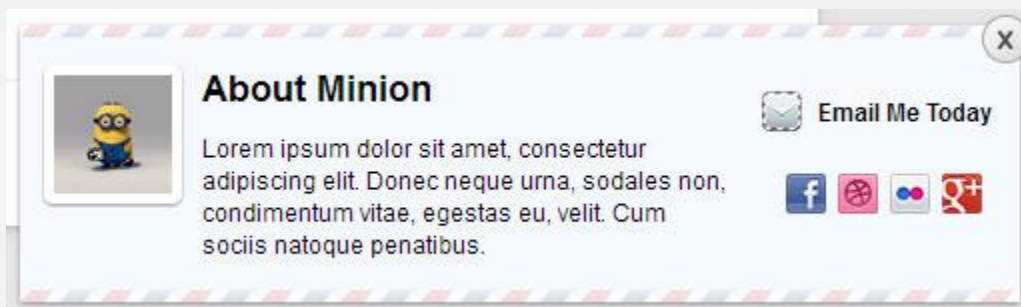 x
About Minion
Lorem ipsum dolor sit amet, consectetur
adipiscing elit. Donec neque urna, sodales non,
condimentum vitae, egestas eu, velit. Cum
sociis natoque penatibus.
Email Me Today
f
g+